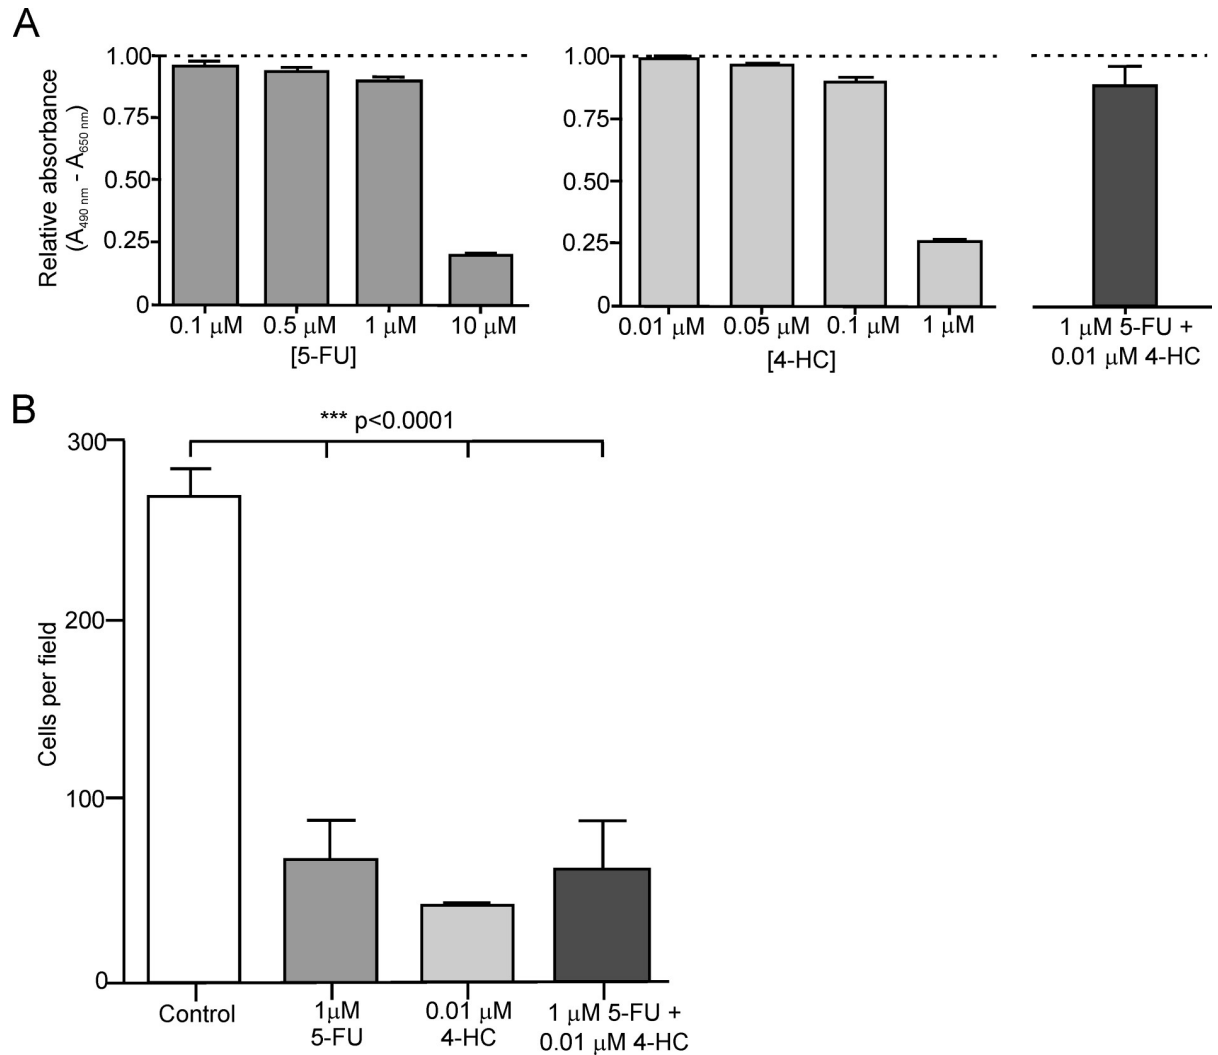 A
Relative absorbance
(A490 nm - A650 nm)
1.00
0.75
0.50
0.25
0
0.1 μM 0.5 μM 1 μM 10 μM
[5-FU]
1.00
0.75
0.50
0.25
0
0.01 μM 0.05 μM 0.1 μM 1 μM
[4-HC]
1 μM 5-FU +
0.01 μM 4-HC
B
*** p<0.0001
Cells per field
300
200
100
0
Control
1μM
5-FU
0.01 μM
4-HC
1 μM 5-FU +
0.01 μM 4-HC